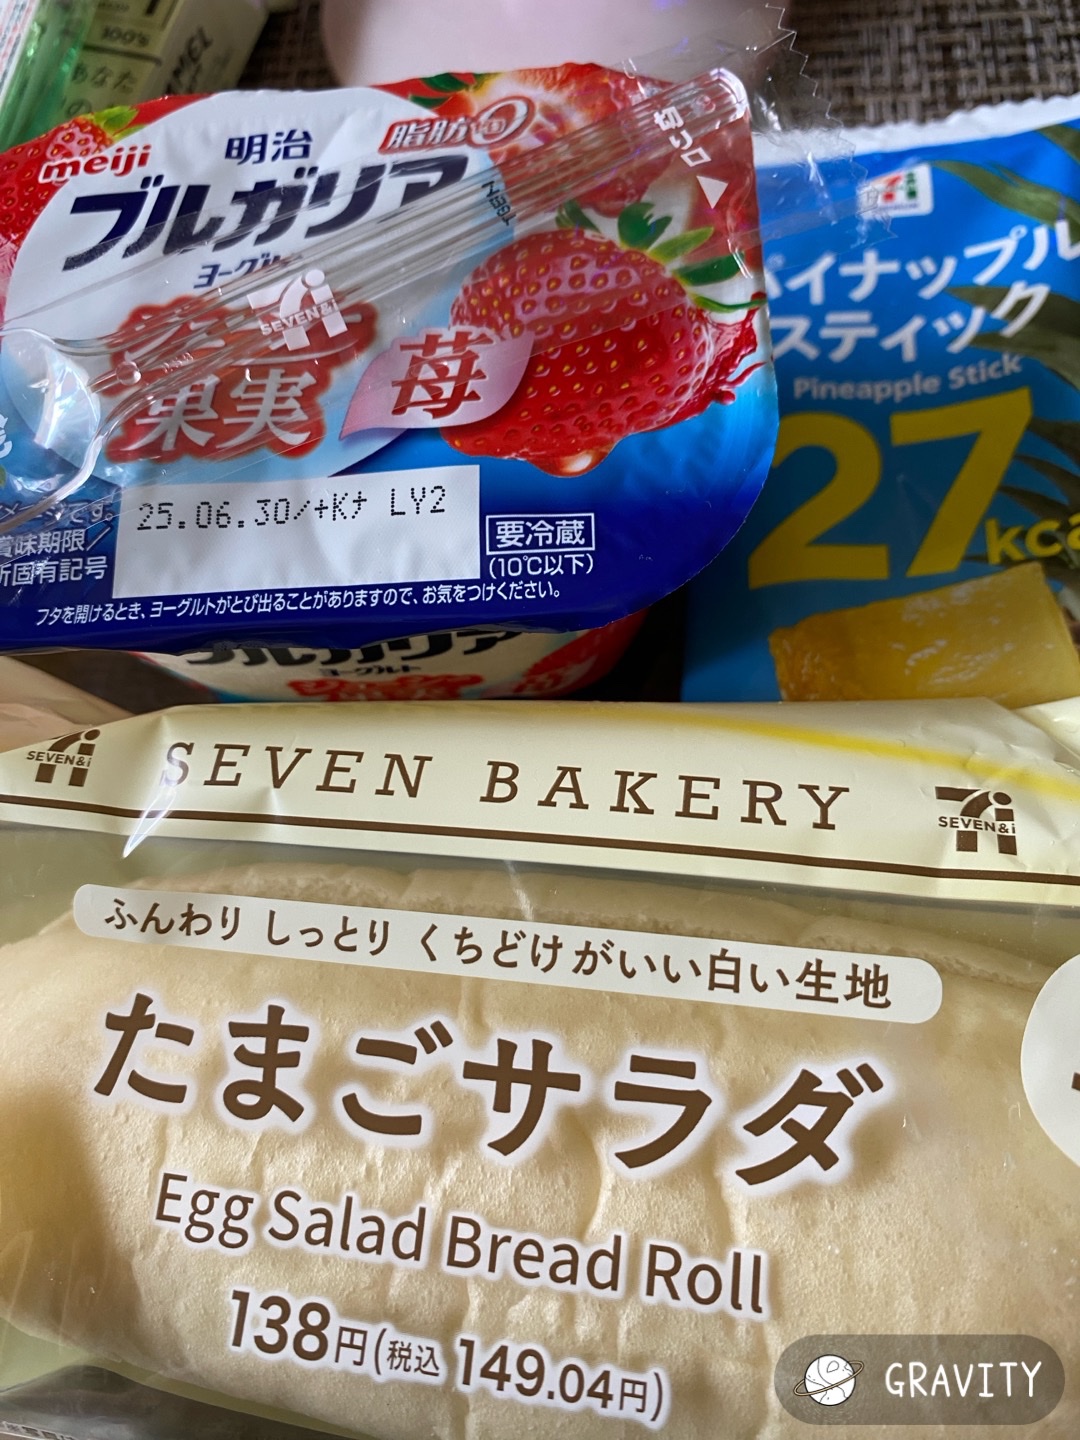 100%
あなた
meiji
明治
脂肪0
ブルガリア
ヨーグルト
SEVEN&i
果実
苺
25.06.30/+Kナ LY2
賞味期限/
所固有記号
要冷蔵
(10℃以下)
フタを開けるとき、ヨーグルトがとび出ることがありますので、お気をつけください。
開け口
パイナップル
スティック
Pineapple Stick
27kca
ブルガリア
ヨーグルト
SEVEN&i
SEVEN BAKERY
SEVEN&i
ふんわり しっとり くちどけがいい白い生地
たまごサラダ
Egg Salad Bread Roll
138円(税込 149.04円)
GRAVITY